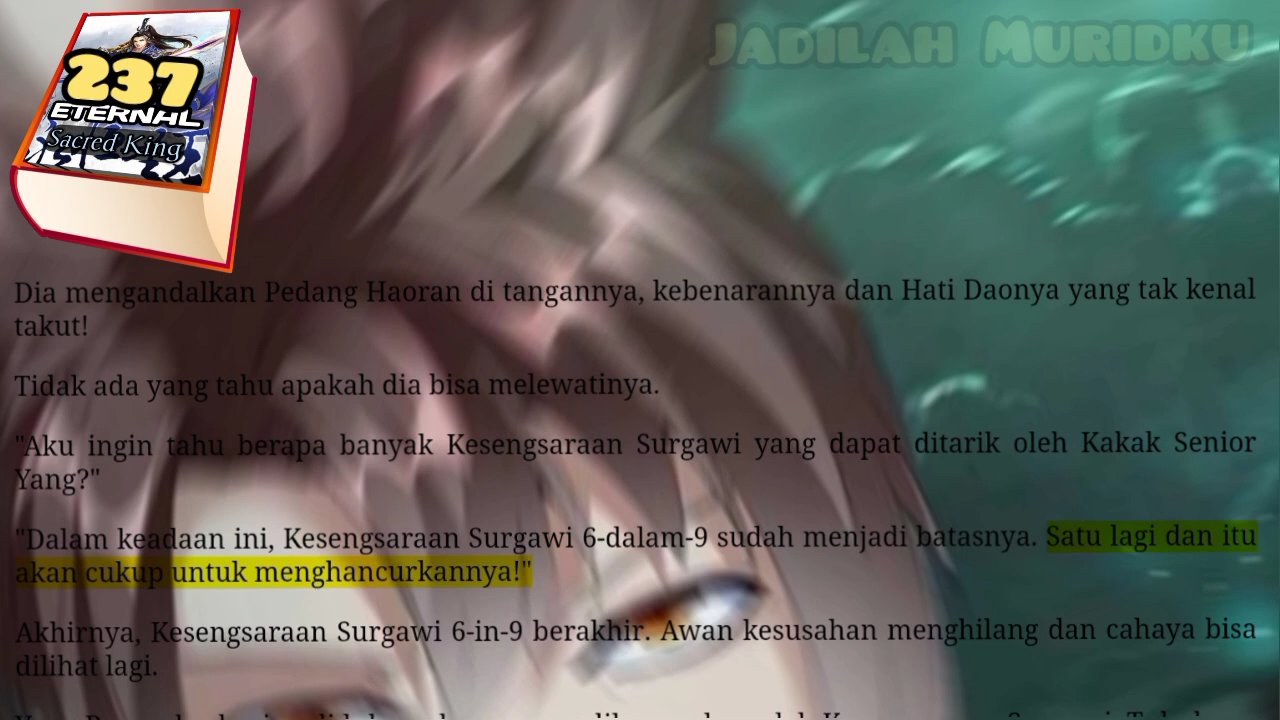 Jadilah Muridku
237
ETERNAL
Sacred King
Dia mengandalkan Pedang Haoran di tangannya, kebenarannya dan Hati Daonya yang tak kenal
takut!
Tidak ada yang tahu apakah dia bisa melewatinya.
"Aku ingin tahu berapa banyak Kesengsaraan Surgawi yang dapat ditarik oleh Kakak Senior
Yang?"
"Dalam keadaan ini, Kesengsaraan Surgawi 6-dalam-9 sudah menjadi batasnya. Satu lagi dan itu
akan cukup untuk menghancurkannya!"
Akhirnya, Kesengsaraan Surgawi 6-in-9 berakhir. Awan kesusahan menghilang dan cahaya bisa
dilihat lagi.